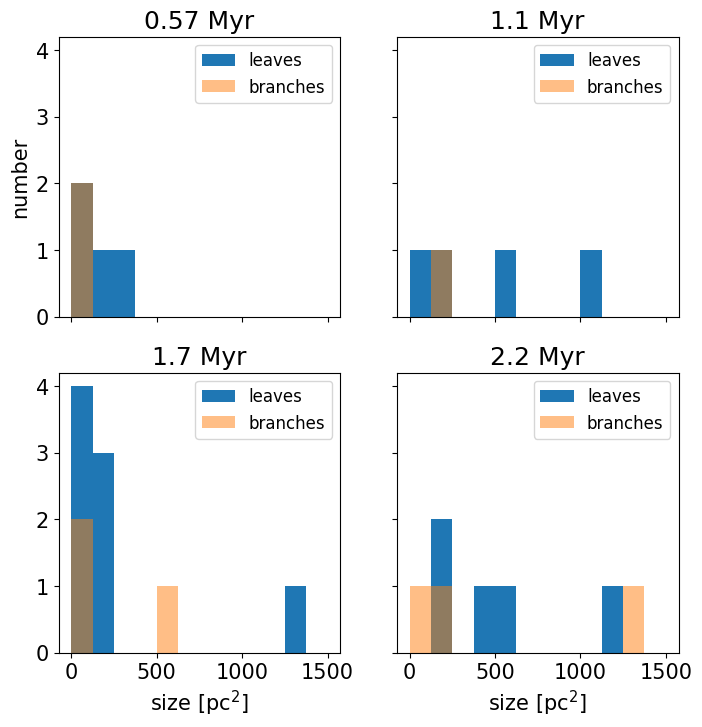 0.57 Myr
leaves
branches
number
4
3
2
1
0
1.1 Myr
leaves
branches
1.7 Myr
leaves
branches
4
3
2
1
0
0 500 1000 1500
size [pc²]
2.2 Myr
leaves
branches
0 500 1000 1500
size [pc²]